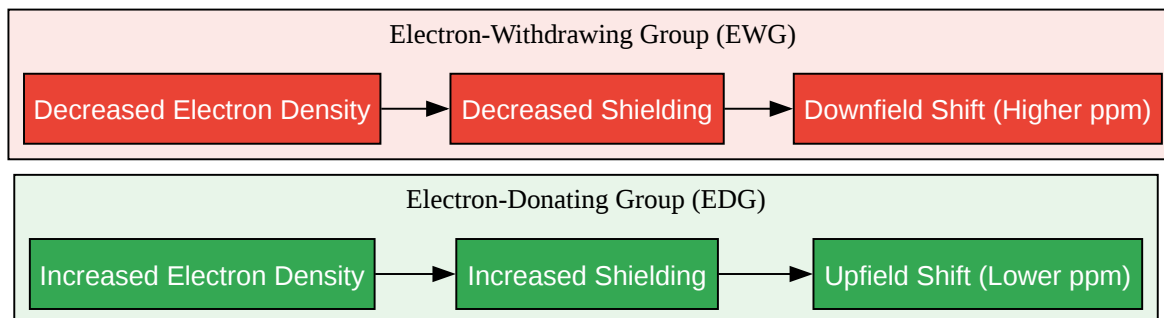 Electron-Withdrawing Group (EWG)
Decreased Electron Density
Decreased Shielding
Downfield Shift (Higher ppm)
Electron-Donating Group (EDG)
Increased Electron Density
Increased Shielding
Upfield Shift (Lower ppm)